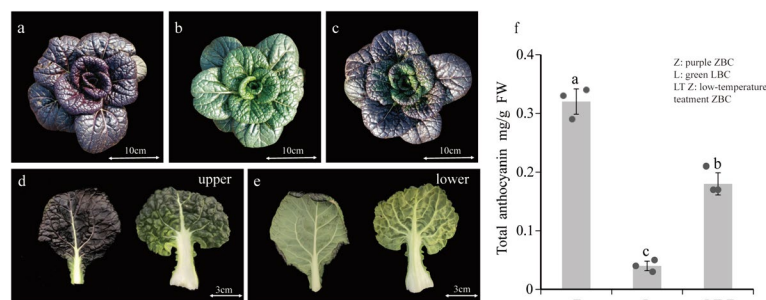 a
b
c
10cm
10cm
10cm
d
upper
e
lower
3cm
3cm
f
Total anthocyanin mg/g FW
0.4
0.3
0.2
0.1
0
a
c
b
Z: purple ZBC
L: green LBC
LT Z: low-temperature
teatment ZBC